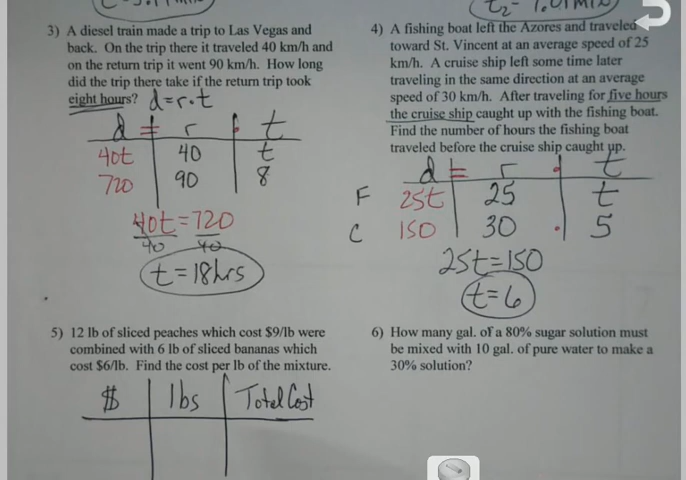 t₂ = 7.01 min
3) A diesel train made a trip to Las Vegas and
back. On the trip there it traveled 40 km/h and
on the return trip it went 90 km/h. How long
did the trip there take if the return trip took
eight hours? d=r•t
d = r • t
40t 40 t
720 90 8
40t = 720
40 40
t = 18hrs
4) A fishing boat left the Azores and traveled
toward St. Vincent at an average speed of 25
km/h. A cruise ship left some time later
traveling in the same direction at an average
speed of 30 km/h. After traveling for five hours
the cruise ship caught up with the fishing boat.
Find the number of hours the fishing boat
traveled before the cruise ship caught up.
d = r • t
F 25t 25 t
C 150 30 • 5
25t = 150
t = 6
5) 12 lb of sliced peaches which cost $9/lb were
combined with 6 lb of sliced bananas which
cost $6/lb. Find the cost per lb of the mixture.
$ lbs Total Cost
6) How many gal. of a 80% sugar solution must
be mixed with 10 gal. of pure water to make a
30% solution?